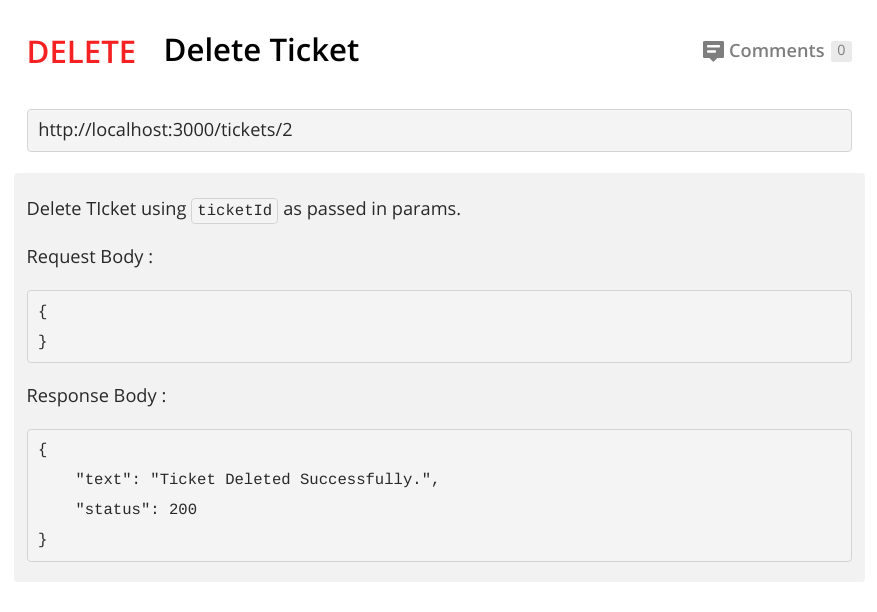 DELETE Delete Ticket Comments 0
http://localhost:3000/tickets/2
Delete TIcket using ticketId as passed in params.
Request Body :
{
}
Response Body :
{
"text": "Ticket Deleted Successfully.",
"status": 200
}